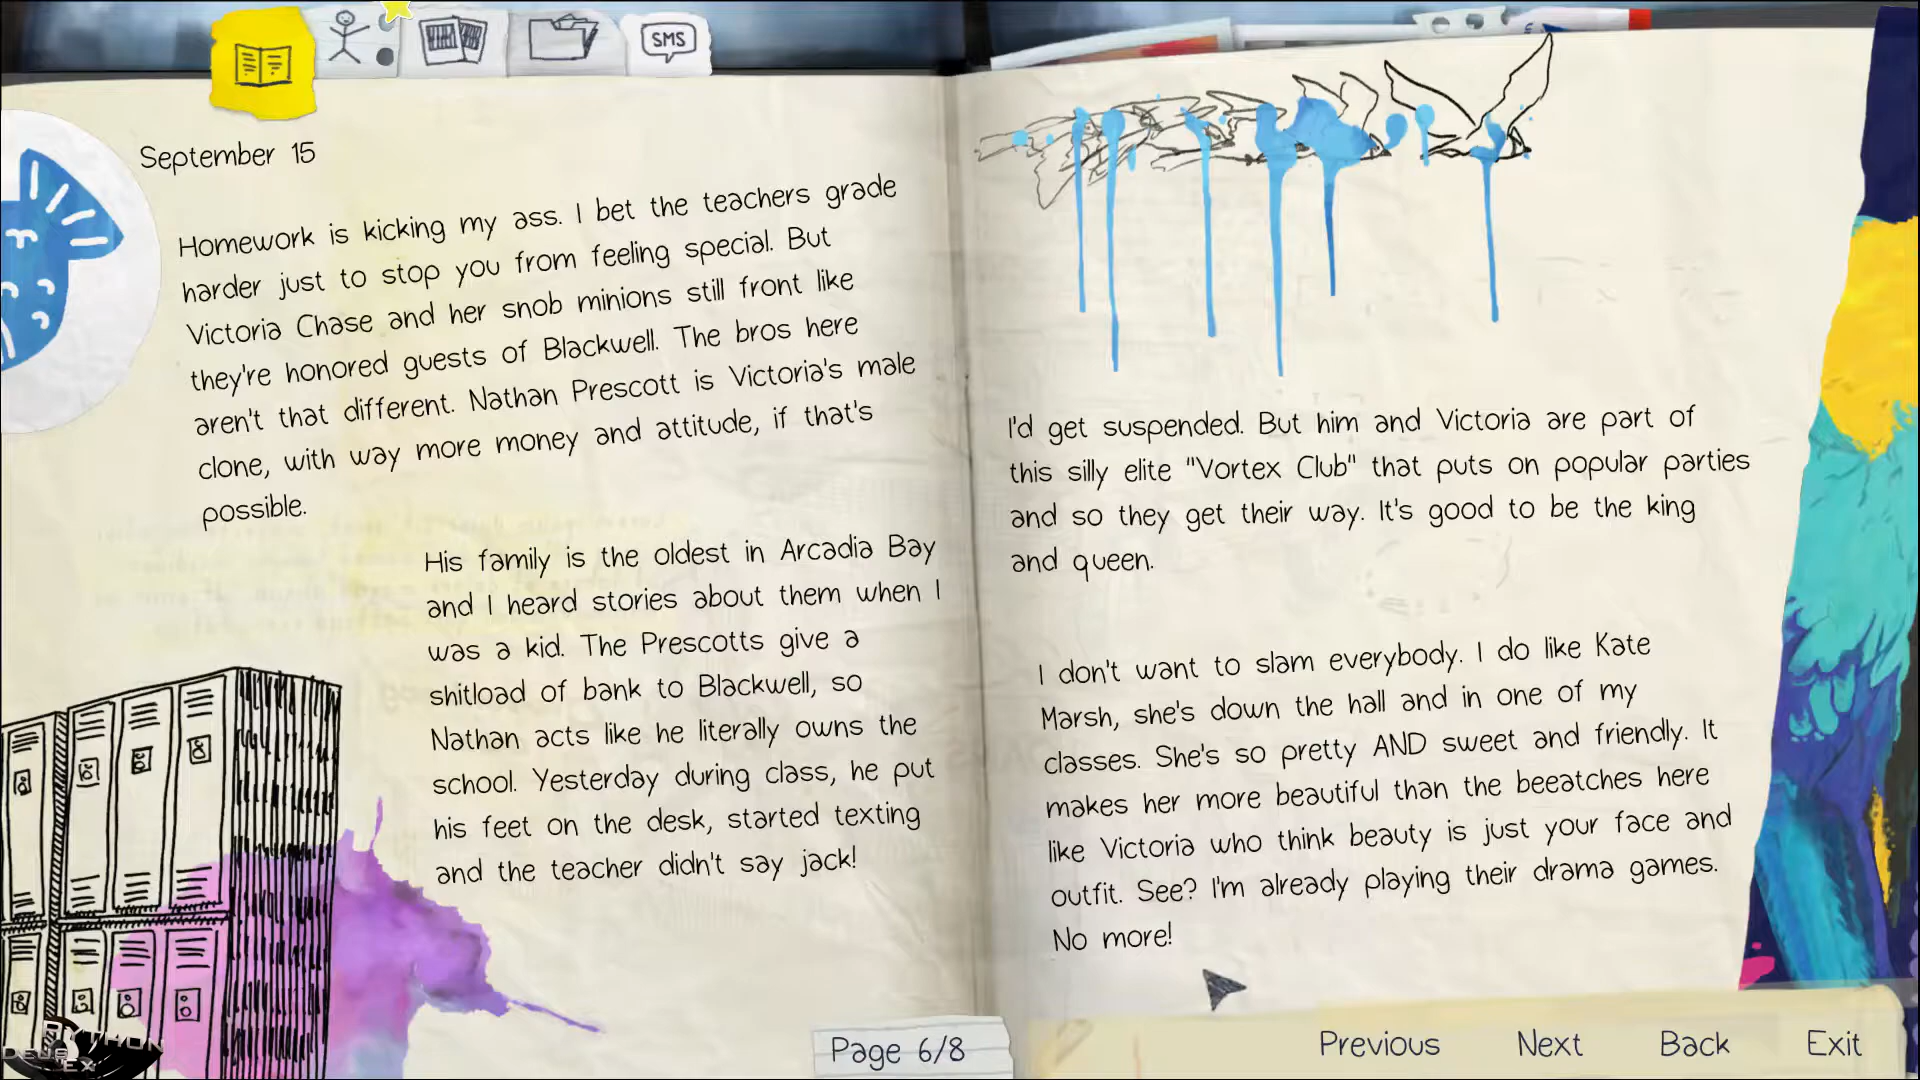 SMS
September 15
Homework is kicking my ass. I bet the teachers grade
harder just to stop you from feeling special. But
Victoria Chase and her snob minions still front like
they're honored guests of Blackwell. The bros here
aren't that different. Nathan Prescott is Victoria's male
clone, with way more money and attitude, if that's
possible.
His family is the oldest in Arcadia Bay
and I heard stories about them when I
was a kid. The Prescotts give a
shitload of bank to Blackwell, so
Nathan acts like he literally owns the
school. Yesterday during class, he put
his feet on the desk, started texting
and the teacher didn't say jack!
I'd get suspended. But him and Victoria are part of
this silly elite "Vortex Club" that puts on popular parties
and so they get their way. It's good to be the king
and queen.
I don't want to slam everybody. I do like Kate
Marsh, she's down the hall and in one of my
classes. She's so pretty AND sweet and friendly. It
makes her more beautiful than the beeatches here
like Victoria who think beauty is just your face and
outfit. See? I'm already playing their drama games.
No more!
Page 6/8
Previous Next Back Exit